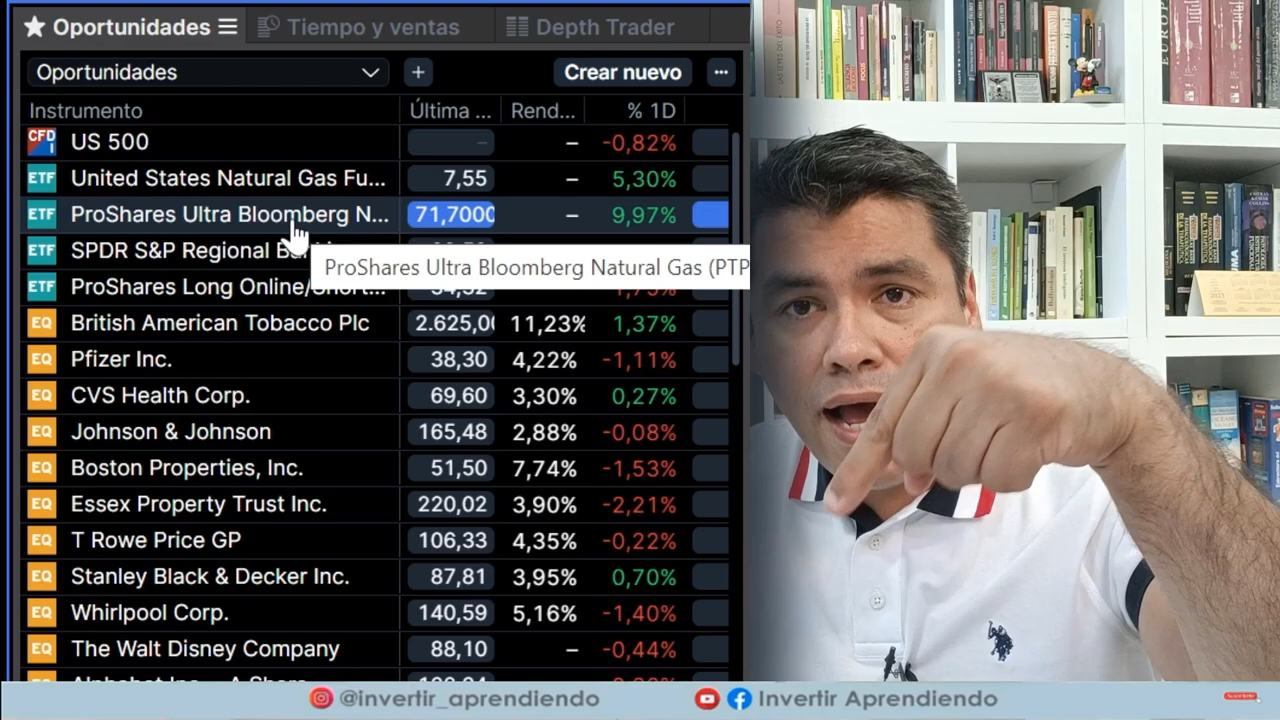 Oportunidades
Tiempo y ventas
Depth Trader
Oportunidades
+
Crear nuevo
Instrumento Última ... Rend... % 1D
CFD US 500 – – -0,82%
ETF United States Natural Gas Fu... 7,55 – 5,30%
ETF ProShares Ultra Bloomberg N... 71,7000 – 9,97%
ETF SPDR S&P Regional
ProShares Ultra Bloomberg Natural Gas (PTP
ETF ProShares Long Online/Short...
EQ British American Tobacco Plc 2.625,0 11,23% 1,37%
EQ Pfizer Inc. 38,30 4,22% -1,11%
EQ CVS Health Corp. 69,60 3,30% 0,27%
EQ Johnson & Johnson 165,48 2,88% -0,08%
EQ Boston Properties, Inc. 51,50 7,74% -1,53%
EQ Essex Property Trust Inc. 220,02 3,90% -2,21%
EQ T Rowe Price GP 106,33 4,35% -0,22%
EQ Stanley Black & Decker Inc. 87,81 3,95% 0,70%
EQ Whirlpool Corp. 140,59 5,16% -1,40%
EQ The Walt Disney Company 88,10 – -0,44%
@invertir_aprendiendo
Invertir Aprendiendo